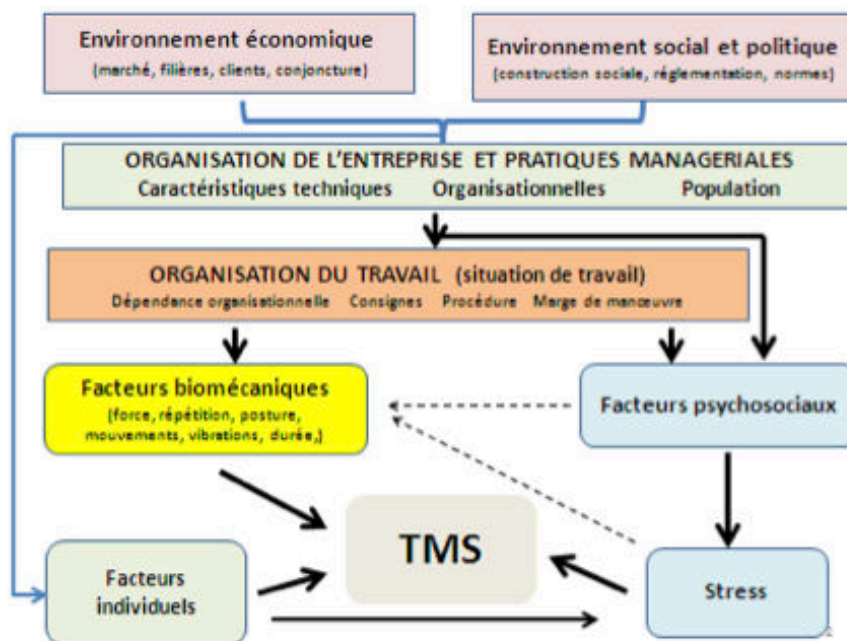 Environnement économique
(marché, filières, clients, conjoncture)
Environnement social et politique
(construction sociale, réglementation, normes)
ORGANISATION DE L'ENTREPRISE ET PRATIQUES MANAGERIALES
Caractéristiques techniques Organisationnelles Population
ORGANISATION DU TRAVAIL (situation de travail)
Dépendance organisationnelle Consignes Procédure Marge de manœuvre
Facteurs biomécaniques
(force, répétition, posture,
mouvements, vibrations, durée,)
Facteurs psychosociaux
TMS
Facteurs
individuels
Stress